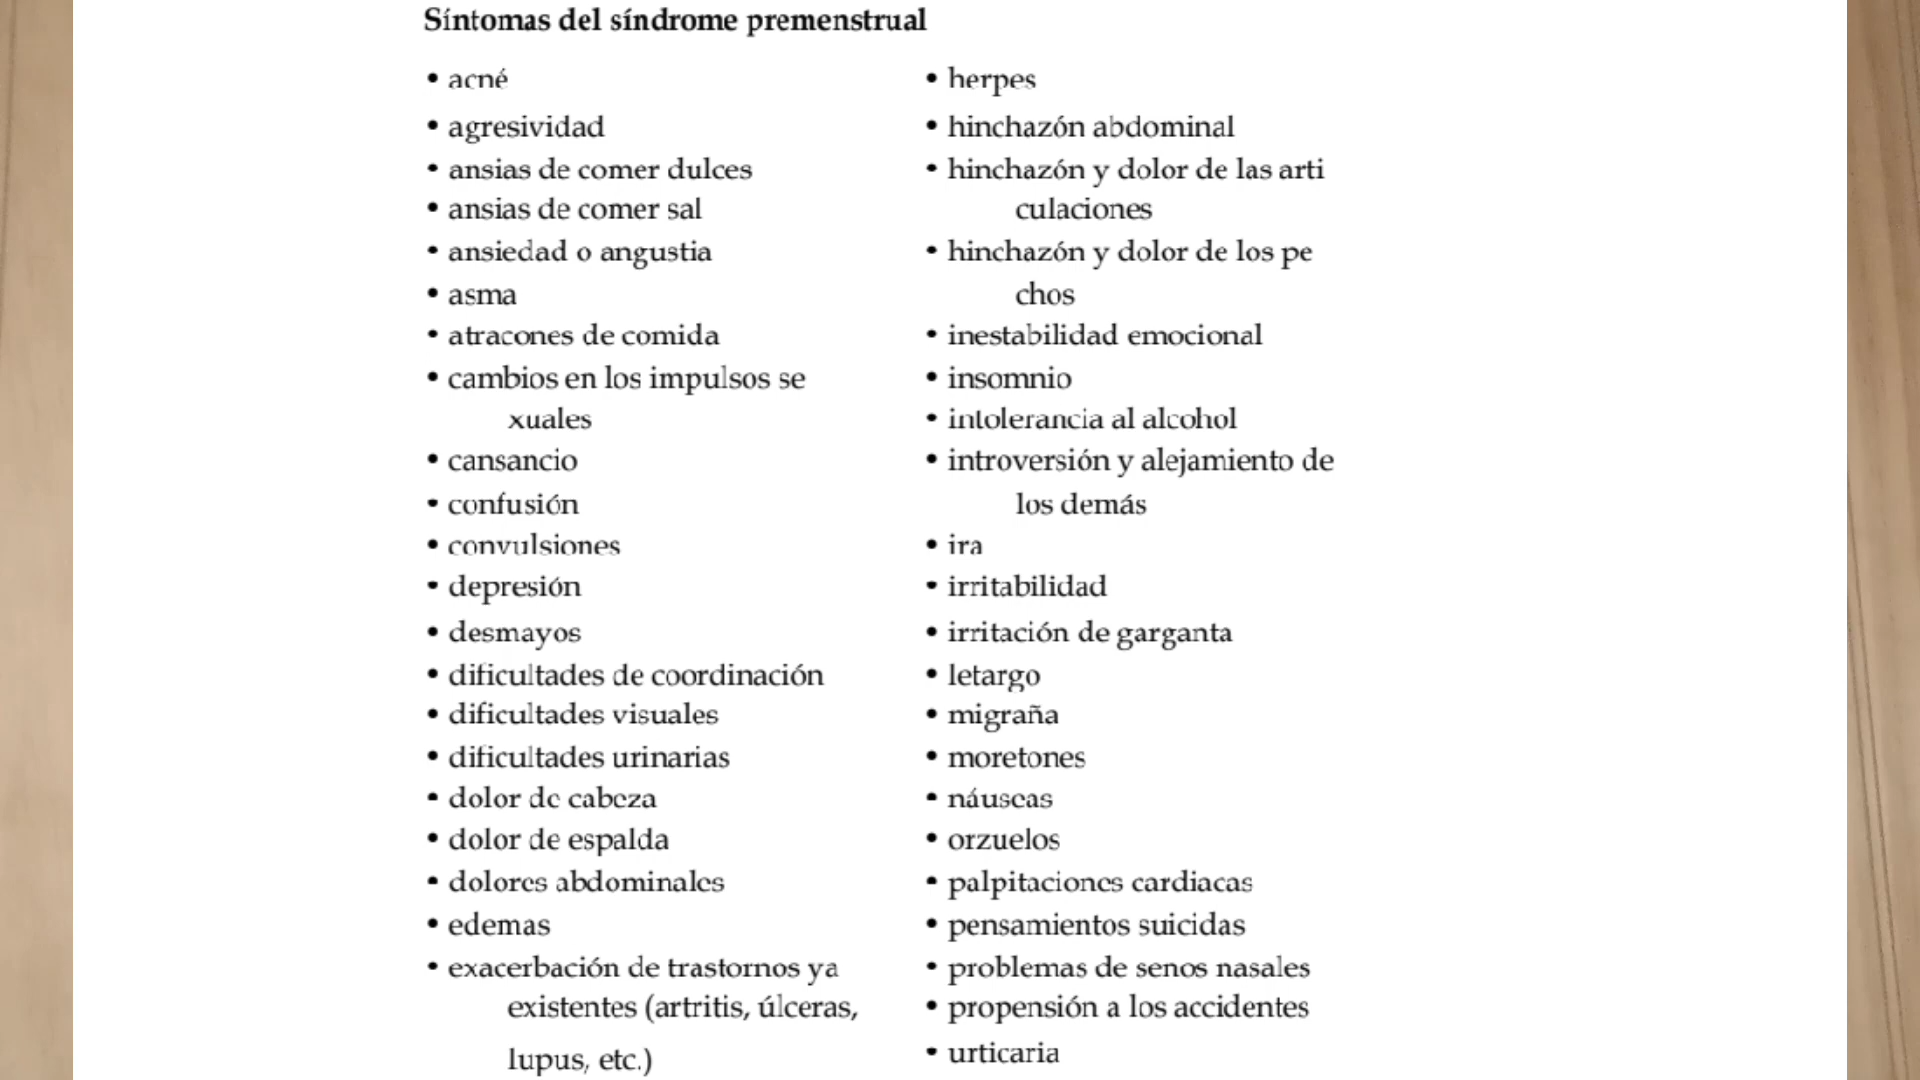 Síntomas del síndrome premenstrual
• acné
• agresividad
• ansias de comer dulces
• ansias de comer sal
• ansiedad o angustia
• asma
• atracones de comida
• cambios en los impulsos se
xuales
• cansancio
• confusión
• convulsiones
• depresión
• desmayos
• dificultades de coordinación
• dificultades visuales
• dificultades urinarias
• dolor de cabeza
• dolor de espalda
• dolores abdominales
• edemas
• exacerbación de trastornos ya
existentes (artritis, úlceras,
lupus, etc.)
• herpes
• hinchazón abdominal
• hinchazón y dolor de las arti
culaciones
• hinchazón y dolor de los pe
chos
• inestabilidad emocional
• insomnio
• intolerancia al alcohol
• introversión y alejamiento de
los demás
• ira
• irritabilidad
• irritación de garganta
• letargo
• migraña
• moretones
• náuseas
• orzuelos
• palpitaciones cardiacas
• pensamientos suicidas
• problemas de senos nasales
• propensión a los accidentes
• urticaria